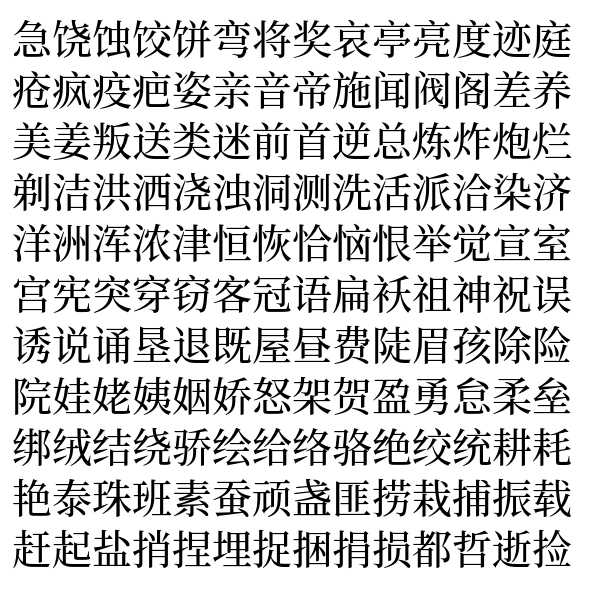 急饶蚀饺饼弯将奖哀亭亮度迹庭
疮疯疫疤姿亲音帝施闻阀阁差养
美姜叛送类迷前首逆总炼炸炮烂
剃洁洪洒浇浊洞测洗活派洽染济
洋洲浑浓津恒恢恰恼恨举觉宣室
宫宪突穿窃客冠语扁袄祖神祝误
诱说诵垦退既屋昼费陡眉孩除险
院娃姥姨姻娇怒架贺盈勇怠柔垒
绑绒结绕骄绘给络骆绝绞统耕耗
艳泰珠班素蚕顽盏匪捞栽捕振载
赶起盐捎捏埋捉捆捐损都哲逝捡